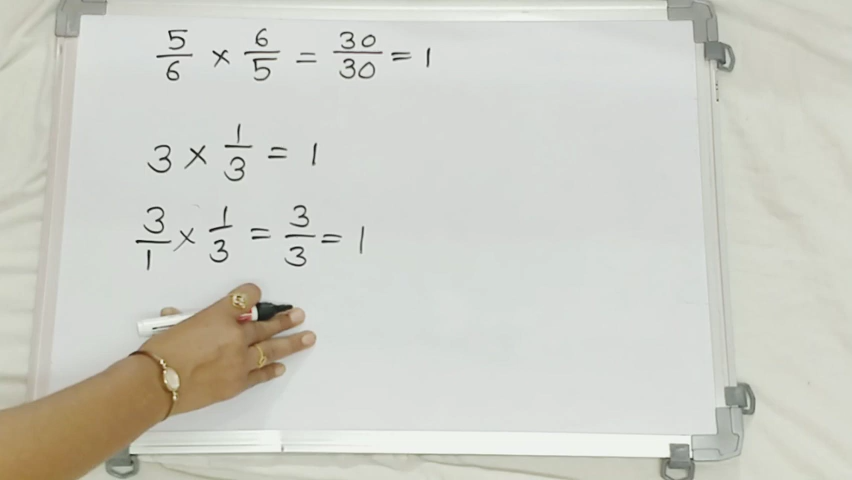 5/6 × 6/5 = 30/30 = 1
3 × 1/3 = 1
3/1 × 1/3 = 3/3 = 1